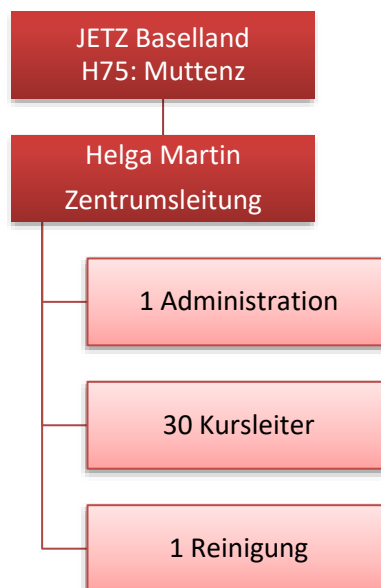 JETZ Baselland
H75: Muttenz
Helga Martin
Zentrumsleitung
1 Administration
30 Kursleiter
1 Reinigung